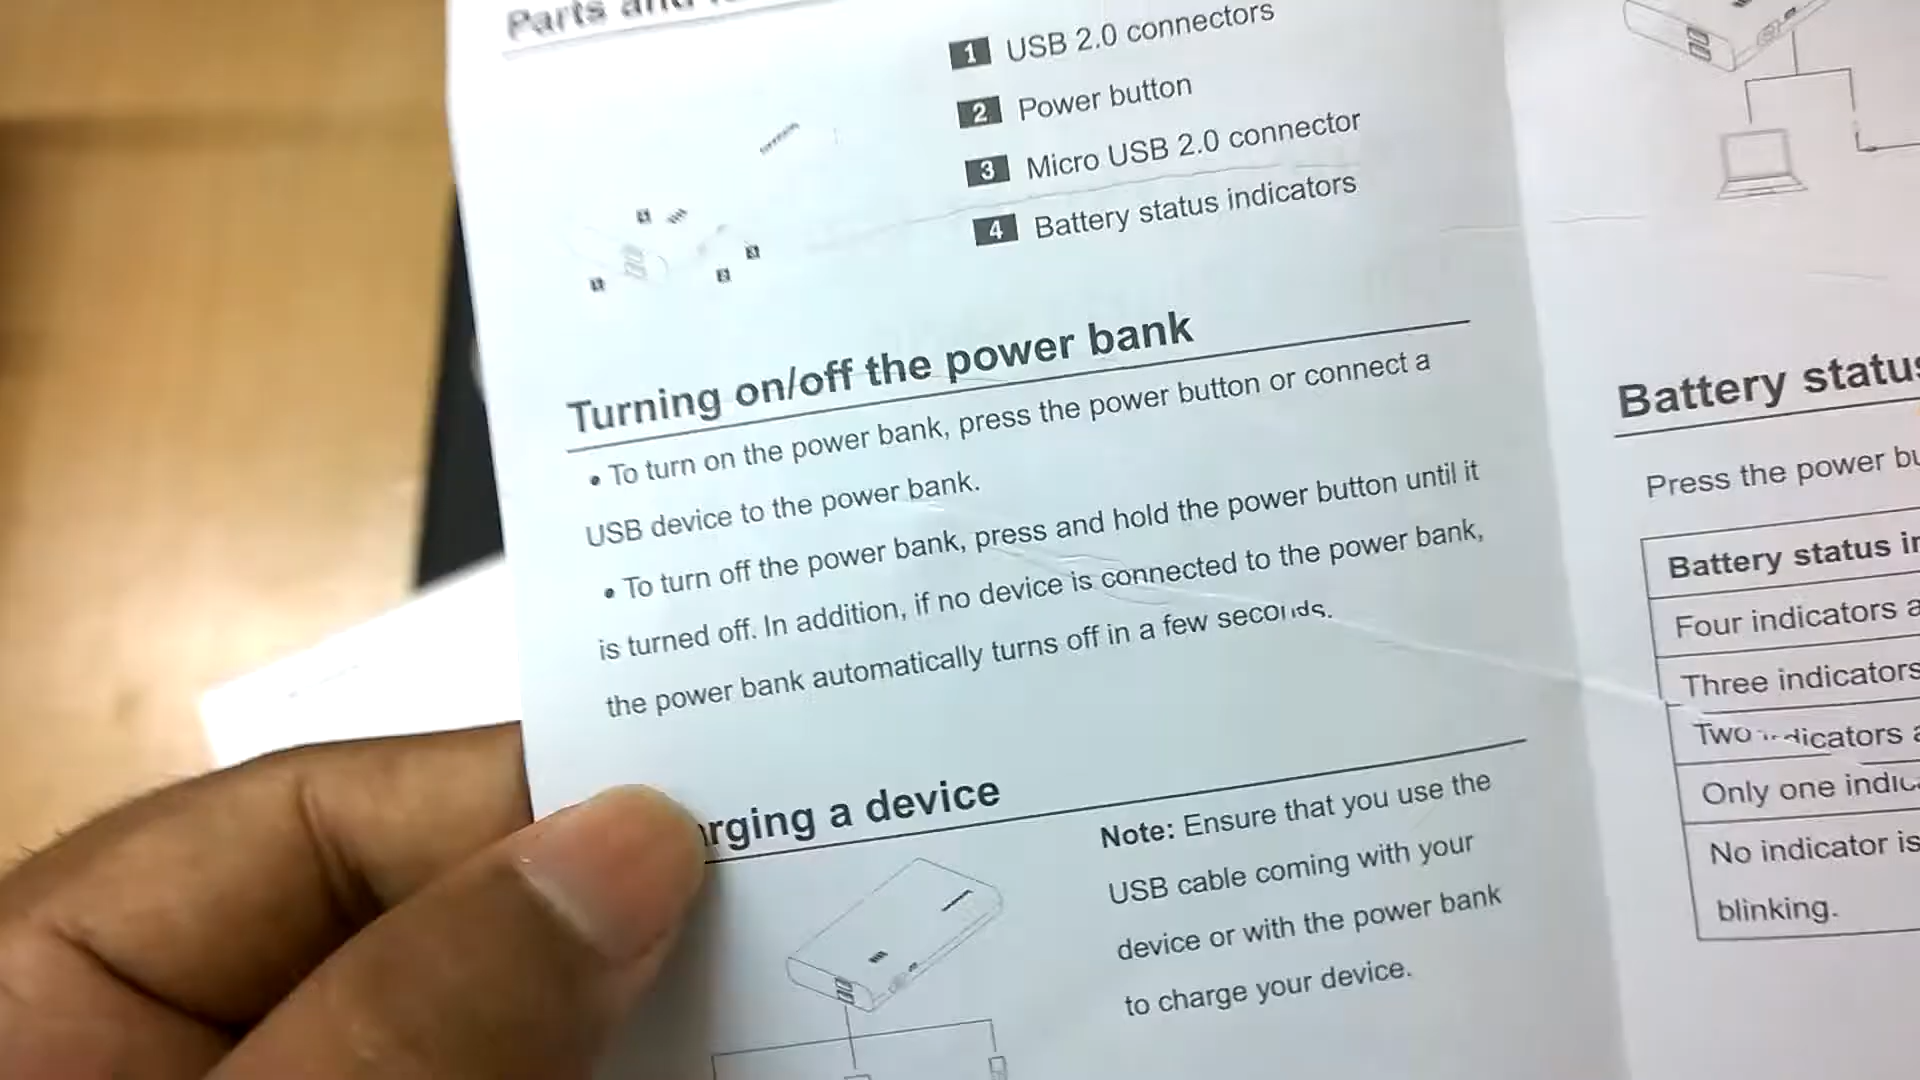 Parts and
1 USB 2.0 connectors
2 Power button
3 Micro USB 2.0 connector
4 Battery status indicators
Turning on/off the power bank
• To turn on the power bank, press the power button or connect a
USB device to the power bank.
• To turn off the power bank, press and hold the power button until it
is turned off. In addition, if no device is connected to the power bank,
the power bank automatically turns off in a few seconds.
rging a device
Note: Ensure that you use the
USB cable coming with your
device or with the power bank
to charge your device.
Battery status
Press the power
Battery status
Four indicators
Three indicators
Two indicators
Only one
No indicator is
blinking.